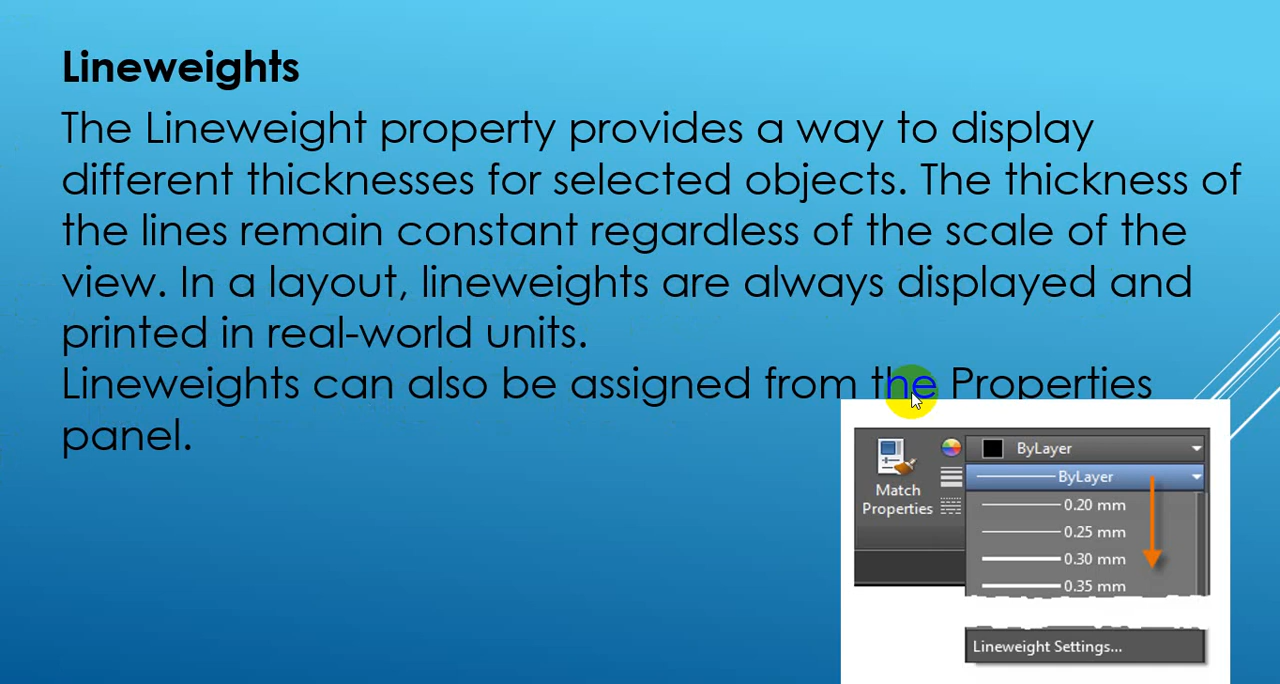 Lineweights
The Lineweight property provides a way to display
different thicknesses for selected objects. The thickness of
the lines remain constant regardless of the scale of the
view. In a layout, lineweights are always displayed and
printed in real-world units.
Lineweights can also be assigned from the Properties
panel.
Match
Properties
ByLayer
ByLayer
0.20 mm
0.25 mm
0.30 mm
0.35 mm
Lineweight Settings...